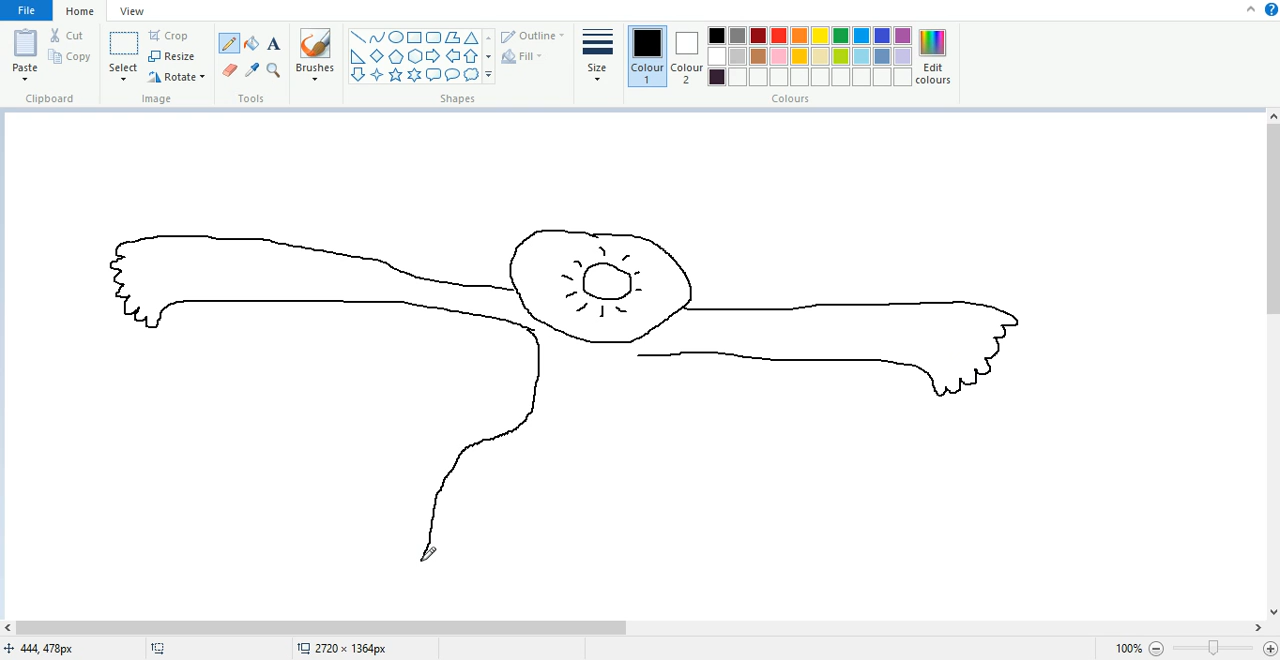 File Home View
Paste Cut Copy Clipboard
Select Crop Resize Rotate Image
A Tools
Brushes
Outline Fill Shapes
Size
Colour 1 Colour 2 Edit colours Colours
444, 478px 2720 × 1364px 100%